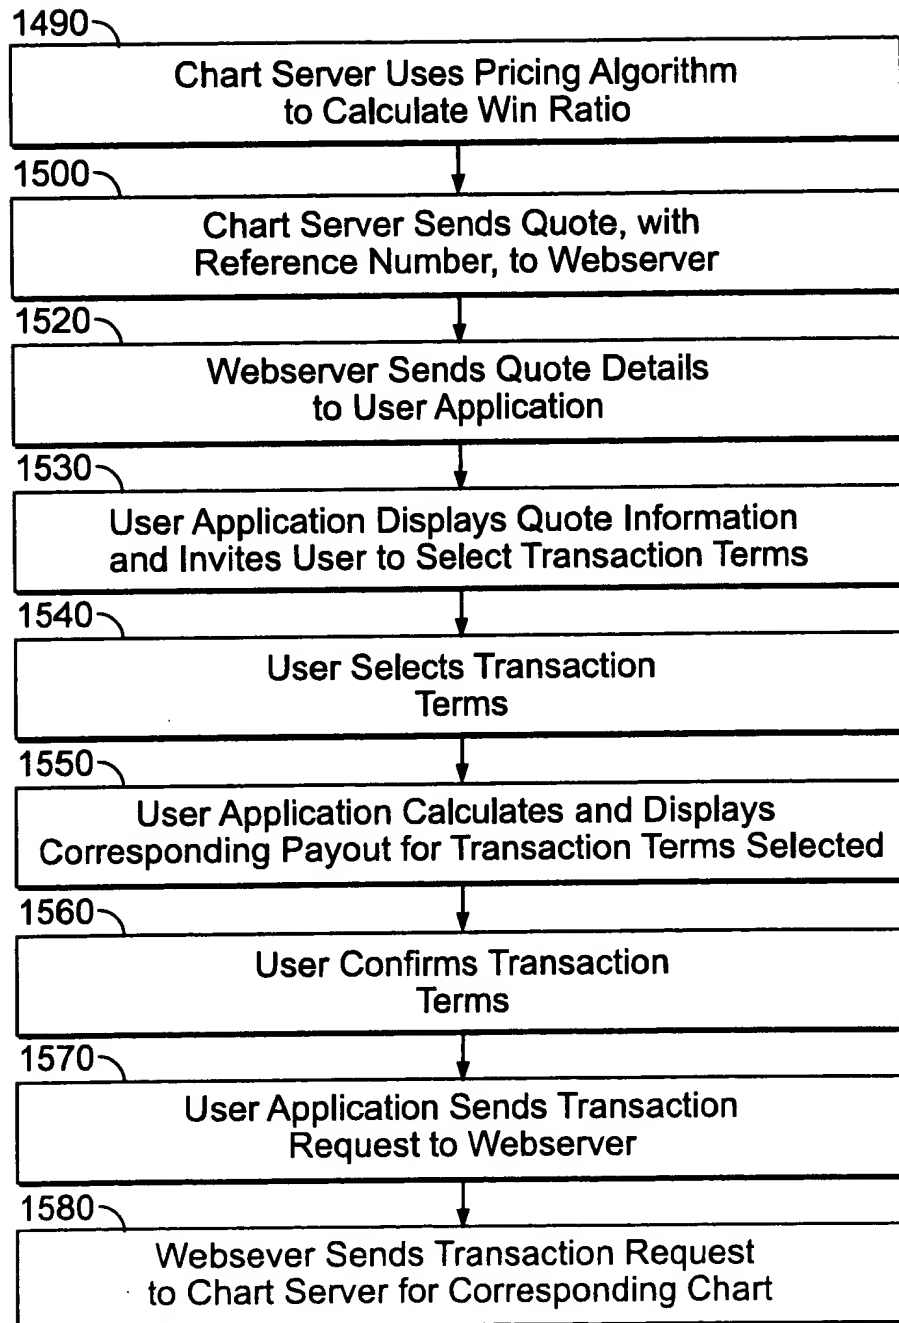 1490
Chart Server Uses Pricing Algorithm
to Calculate Win Ratio
1500
Chart Server Sends Quote, with
Reference Number, to Webserver
1520
Webserver Sends Quote Details
to User Application
1530
User Application Displays Quote Information
and Invites User to Select Transaction Terms
1540
User Selects Transaction
Terms
1550
User Application Calculates and Displays
Corresponding Payout for Transaction Terms Selected
1560
User Confirms Transaction
Terms
1570
User Application Sends Transaction
Request to Webserver
1580
Websever Sends Transaction Request
to Chart Server for Corresponding Chart